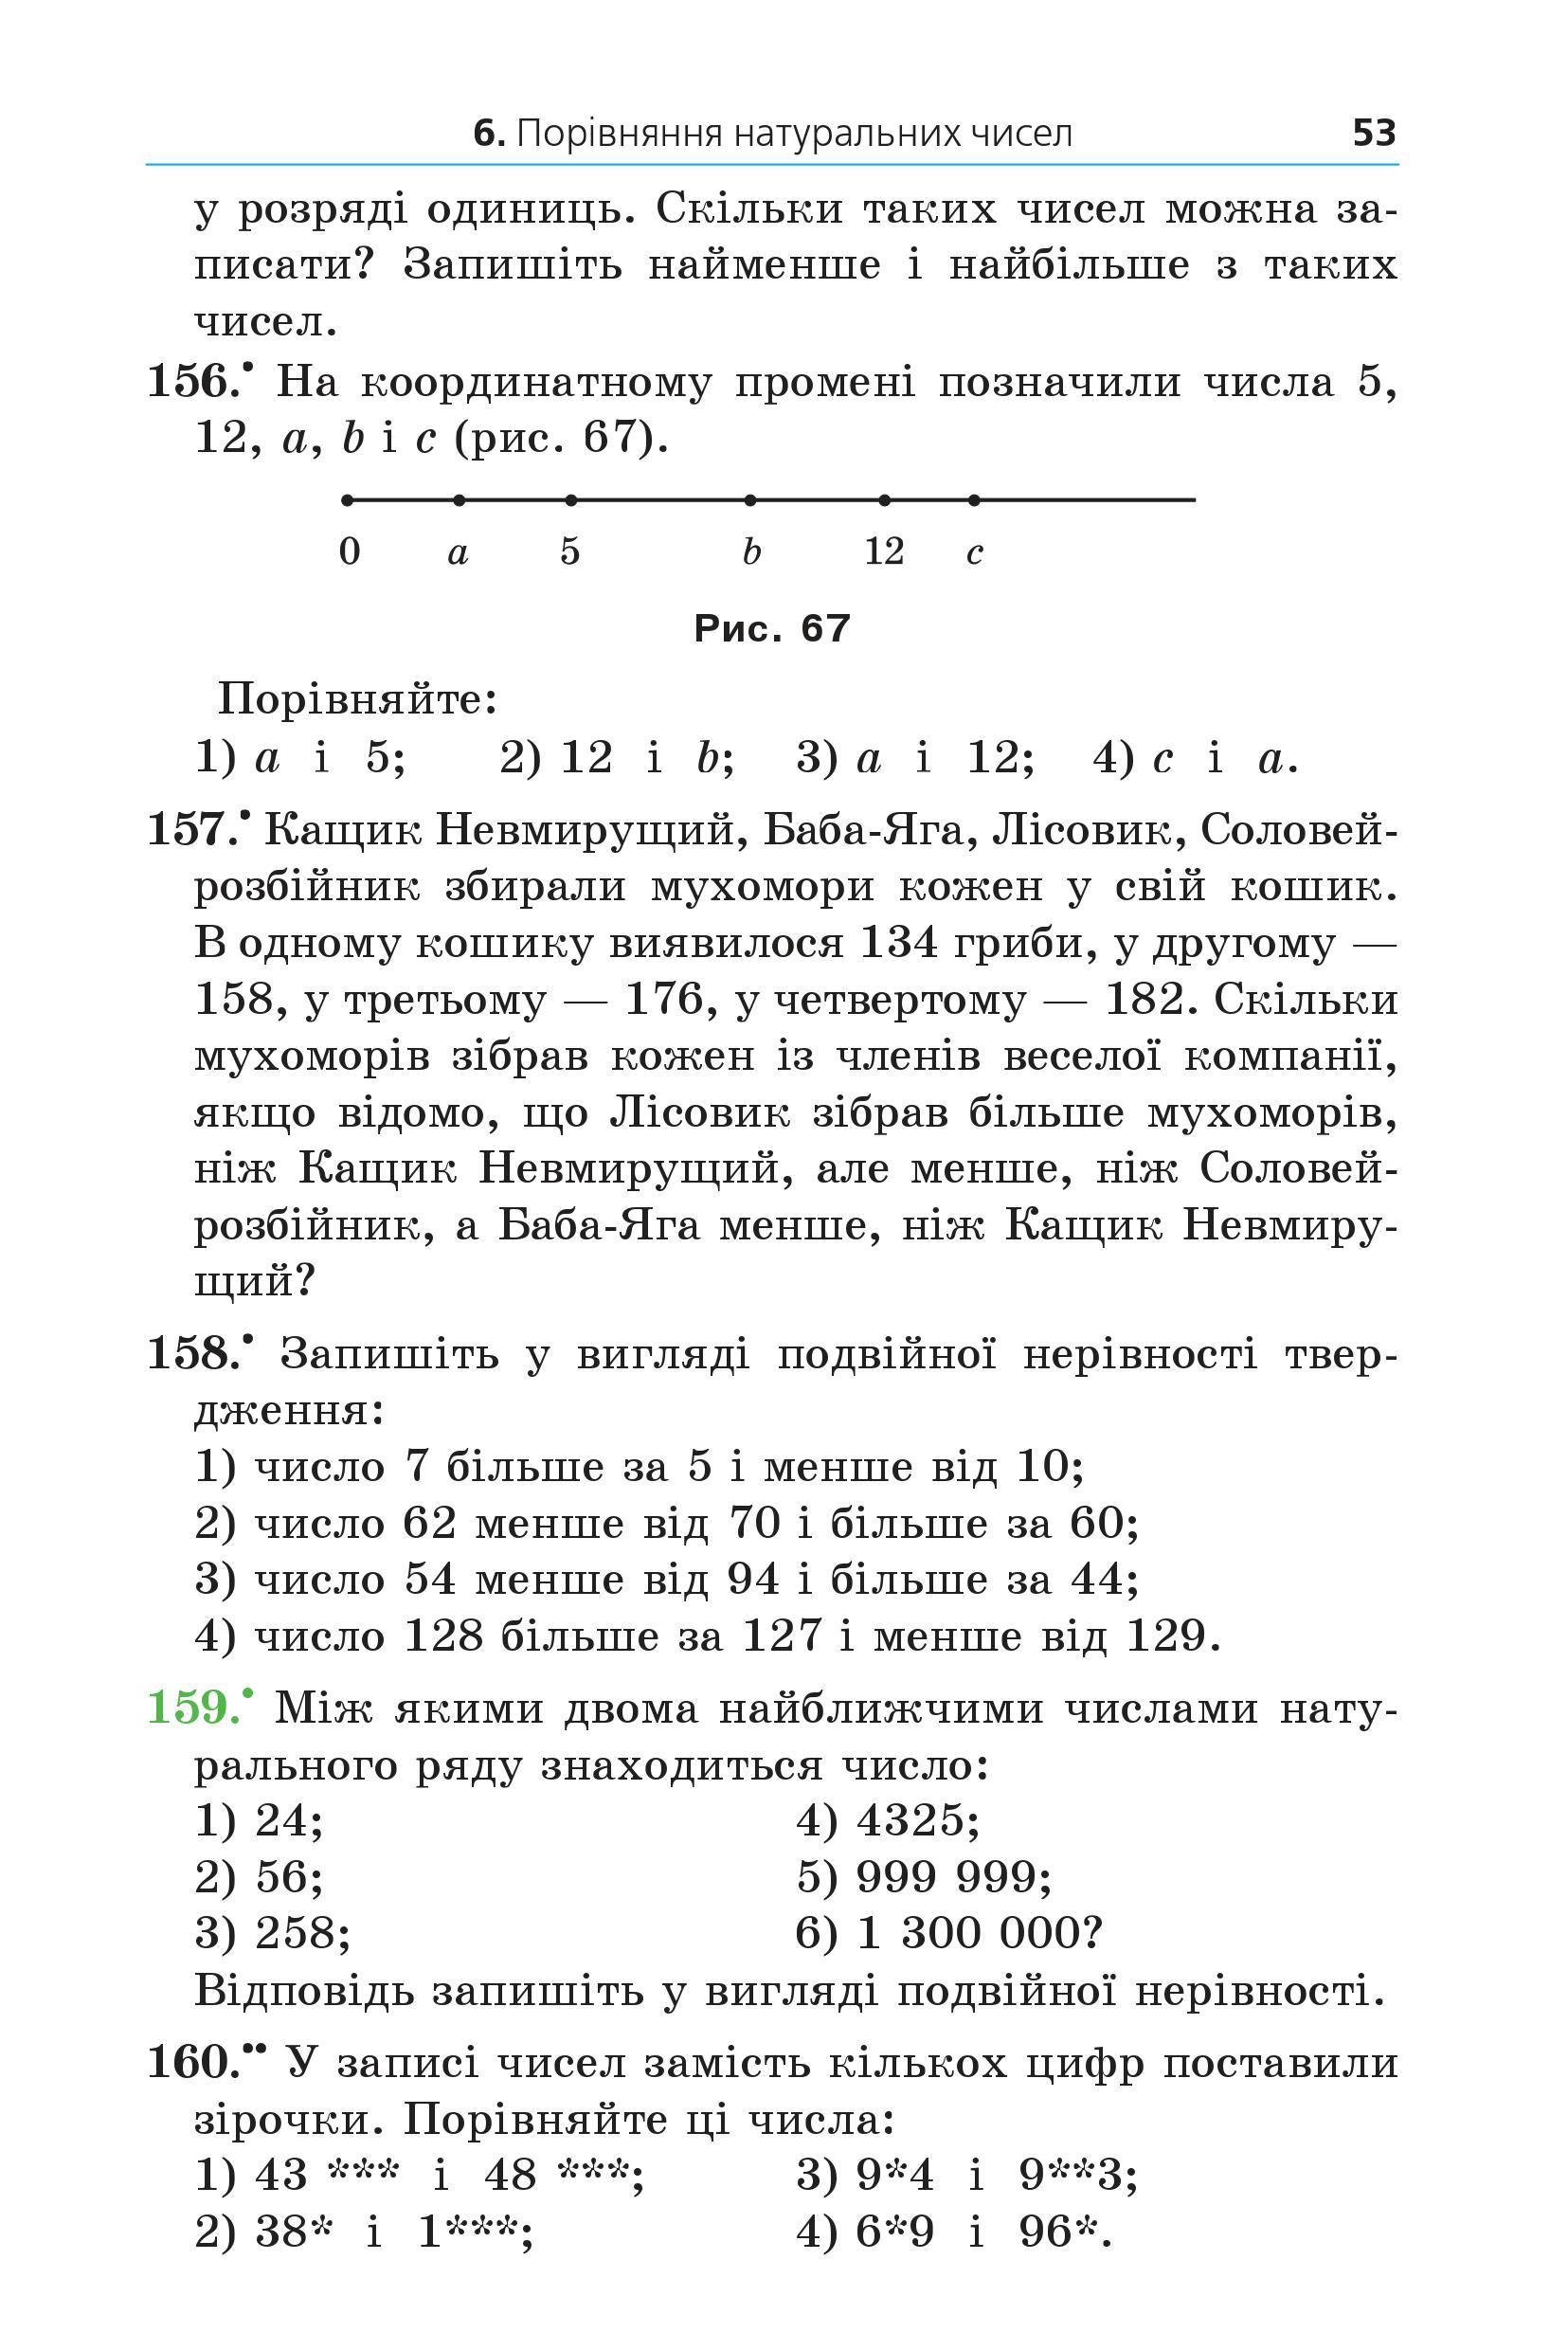 6. Порівняння натуральних чисел 53
у розряді одиниць. Скільки таких чисел можна за-
писати? Запишіть найменше і найбільше з таких
чисел.
156.• На координатному промені позначили числа 5,
12, a, b і c (рис. 67).
0 a 5 b 12 c
Рис. 67
Порівняйте:
1) a і 5; 2) 12 і b; 3) a і 12; 4) c і a.
157.• Кащик Невмирущий, Баба-Яга, Лісовик, Соловей-
розбійник збирали мухомори кожен у свій кошик.
В одному кошику виявилося 134 гриби, у другому —
158, у третьому — 176, у четвертому — 182. Скільки
мухоморів зібрав кожен із членів веселої компанії,
якщо відомо, що Лісовик зібрав більше мухоморів,
ніж Кащик Невмирущий, але менше, ніж Соловей-
розбійник, а Баба-Яга менше, ніж Кащик Невмиру-
щий?
158.• Запишіть у вигляді подвійної нерівності твер-
дження:
1) число 7 більше за 5 і менше від 10;
2) число 62 менше від 70 і більше за 60;
3) число 54 менше від 94 і більше за 44;
4) число 128 більше за 127 і менше від 129.
159.• Між якими двома найближчими числами нату-
рального ряду знаходиться число:
1) 24; 4) 4325;
2) 56; 5) 999 999;
3) 258; 6) 1 300 000?
Відповідь запишіть у вигляді подвійної нерівності.
160.•• У записі чисел замість кількох цифр поставили
зірочки. Порівняйте ці числа:
1) 43 *** і 48 ***; 3) 9*4 і 9**3;
2) 38* і 1***; 4) 6*9 і 96*.